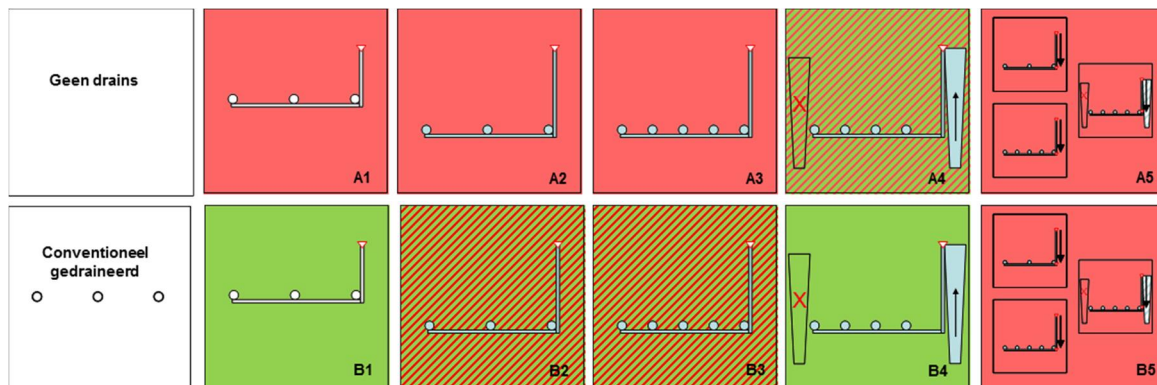 Geen drains
A1
A2
A3
A4
A5
Conventioneel
gedraineerd
B1
B2
B3
B4
B5